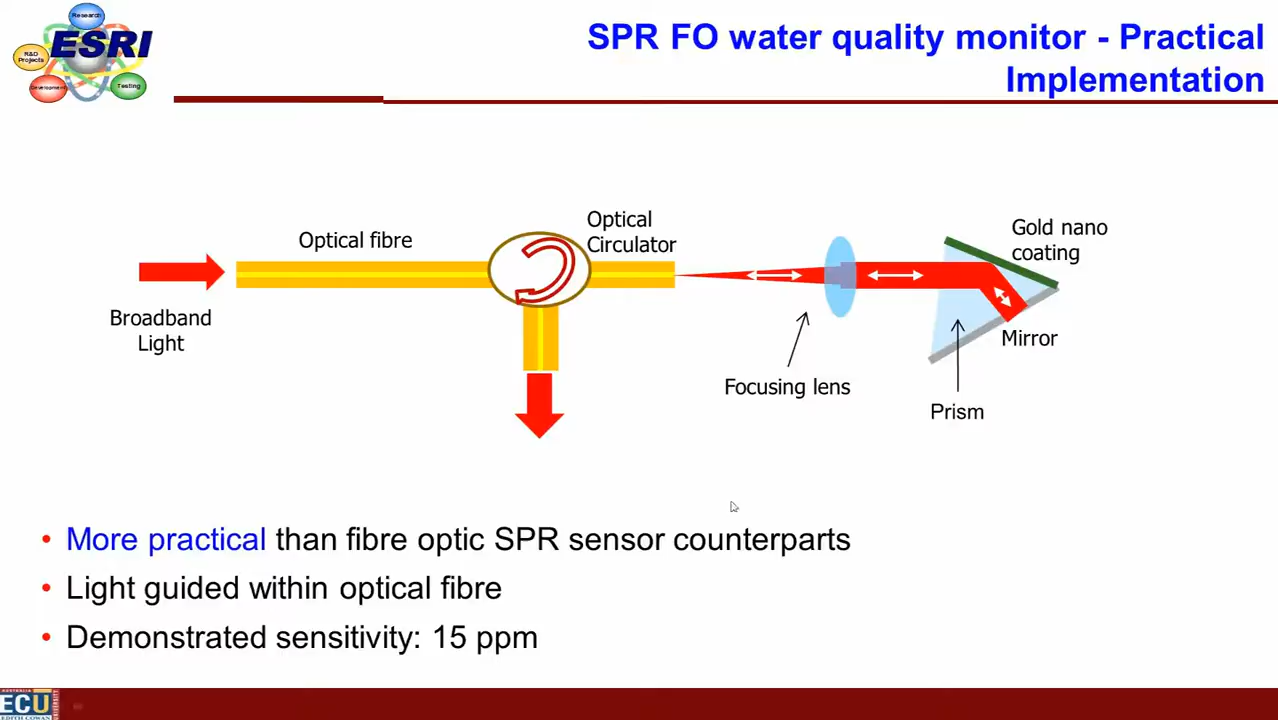 Research
ESRI
R&D
Projects
Development
Testing
SPR FO water quality monitor - Practical
Implementation
Optical fibre
Optical
Circulator
Gold nano
coating
Broadband
Light
Focusing lens
Mirror
Prism
• More practical than fibre optic SPR sensor counterparts
• Light guided within optical fibre
• Demonstrated sensitivity: 15 ppm
AUSTRALIA
ECU
EDITH COWAN
UNIVERSITY